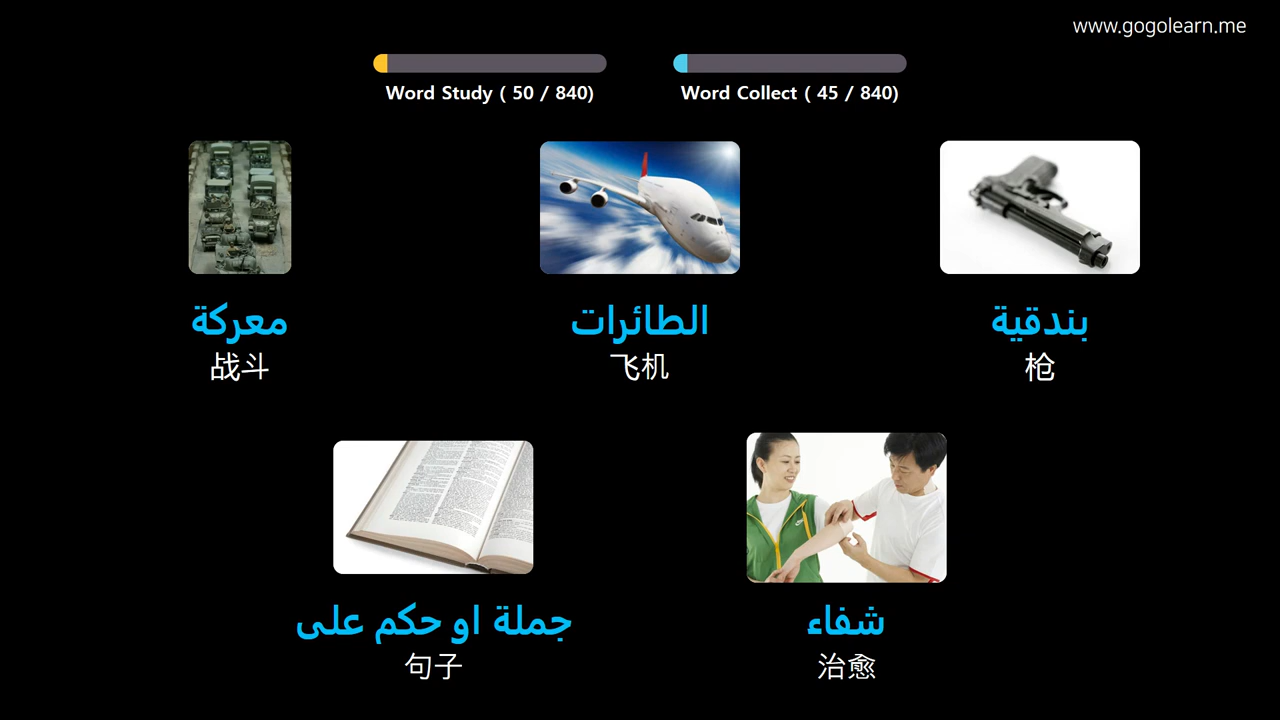 www.gogolearn.me
Word Study ( 50 / 840)
Word Collect ( 45 / 840)
معركة
战斗
الطائرات
飞机
بندقية
枪
جملة او حكم على
句子
شفاء
治愈